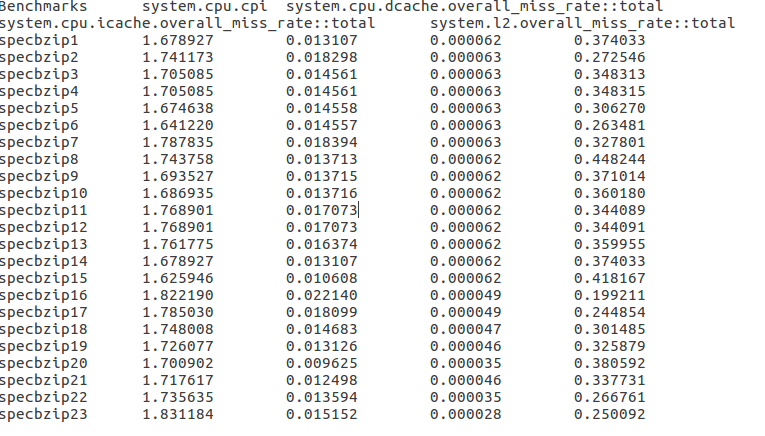 Benchmarks system.cpu.cpi system.cpu.dcache.overall_miss_rate::total
system.cpu.icache.overall_miss_rate::total system.l2.overall_miss_rate::total
specbzip1 1.678927 0.013107 0.000062 0.374033
specbzip2 1.741173 0.018298 0.000063 0.272546
specbzip3 1.705085 0.014561 0.000063 0.348313
specbzip4 1.705085 0.014561 0.000063 0.348315
specbzip5 1.674638 0.014558 0.000063 0.306270
specbzip6 1.641220 0.014557 0.000063 0.263481
specbzip7 1.787835 0.018394 0.000063 0.327801
specbzip8 1.743758 0.013713 0.000062 0.448244
specbzip9 1.693527 0.013715 0.000062 0.371014
specbzip10 1.686935 0.013716 0.000062 0.360180
specbzip11 1.768901 0.017073 0.000062 0.344089
specbzip12 1.768901 0.017073 0.000062 0.344091
specbzip13 1.761775 0.016374 0.000062 0.359955
specbzip14 1.678927 0.013107 0.000062 0.374033
specbzip15 1.625946 0.010608 0.000062 0.418167
specbzip16 1.822190 0.022140 0.000049 0.199211
specbzip17 1.785030 0.018099 0.000049 0.244854
specbzip18 1.748008 0.014683 0.000047 0.301485
specbzip19 1.726077 0.013126 0.000046 0.325879
specbzip20 1.700902 0.009625 0.000035 0.380592
specbzip21 1.717617 0.012498 0.000046 0.337731
specbzip22 1.735635 0.013594 0.000035 0.266761
specbzip23 1.831184 0.015152 0.000028 0.250092